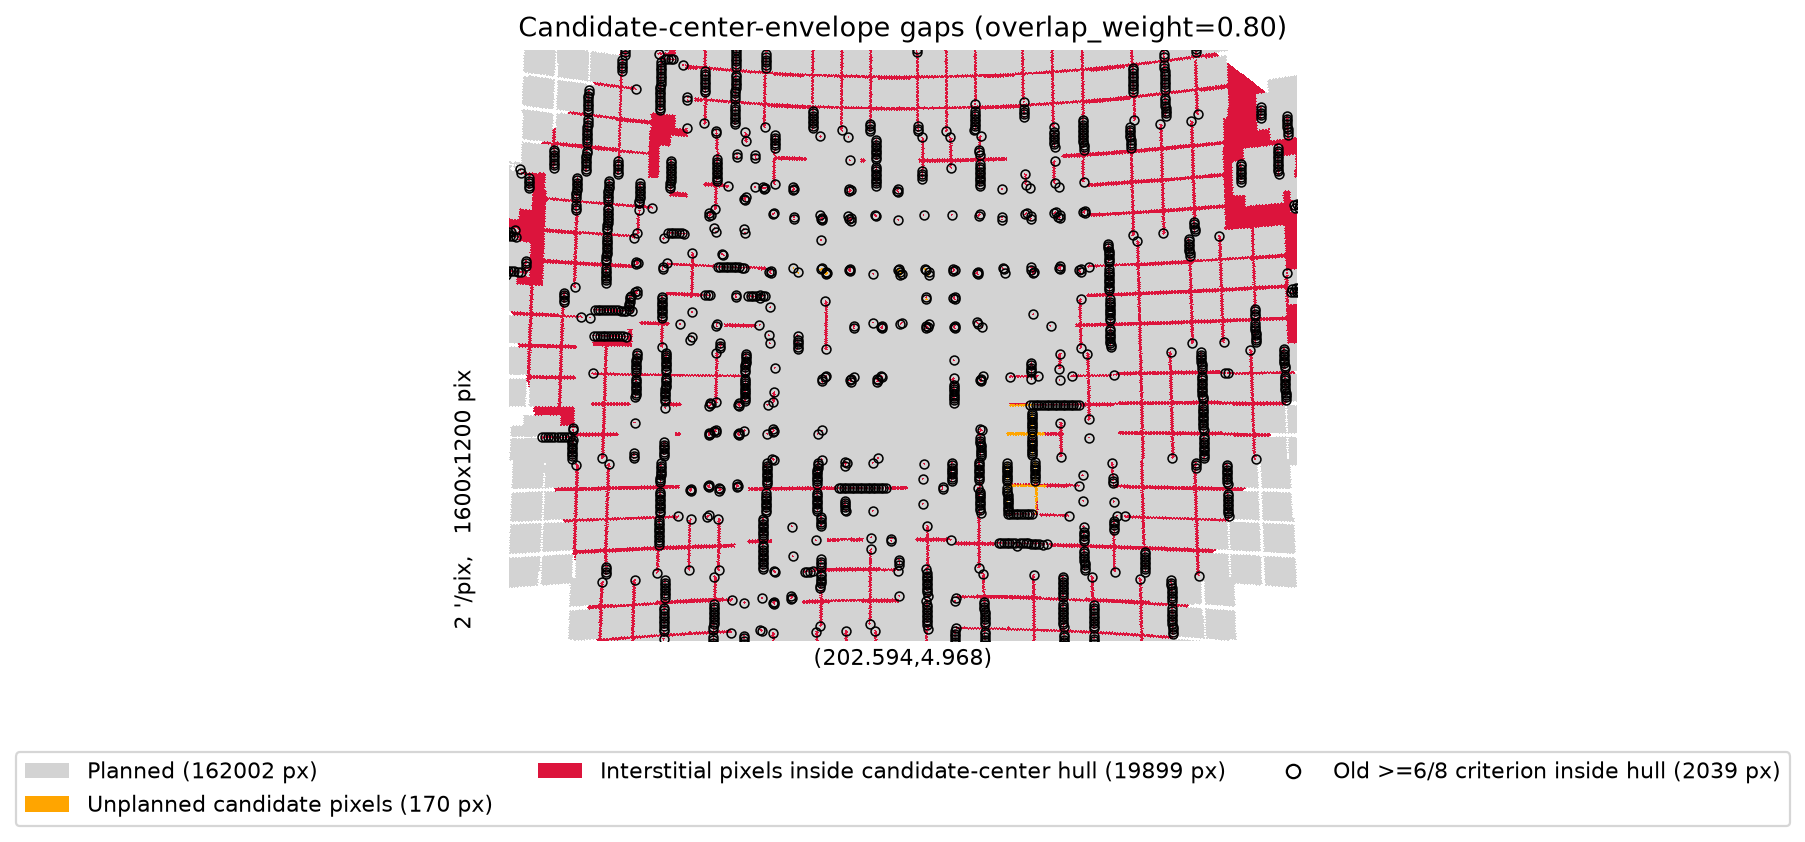 Candidate-center-envelope gaps (overlap_weight=0.80)
2 '/pix,   1600x1200 pix
(202.594,4.968)
Planned (162002 px)
Unplanned candidate pixels (170 px)
Interstitial pixels inside candidate-center hull (19899 px)
Old >=6/8 criterion inside hull (2039 px)